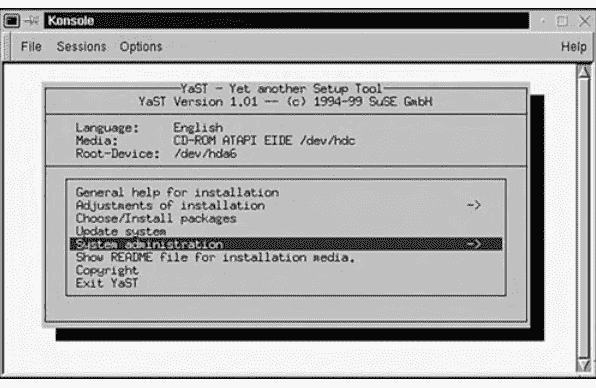 Konsole
File Sessions Options Help
YaST - Yet another Setup Tool
YaST Version 1.01 -- (c) 1994-99 SuSE GmbH
Language: English
Media: CD-ROM ATAPI EIDE /dev/hdc
Root-Device: /dev/hda6
General help for installation
Adjustments of installation ->
Choose/Install packages
Update system
System administration ->
Show README file for installation media.
Copyright
Exit YaST